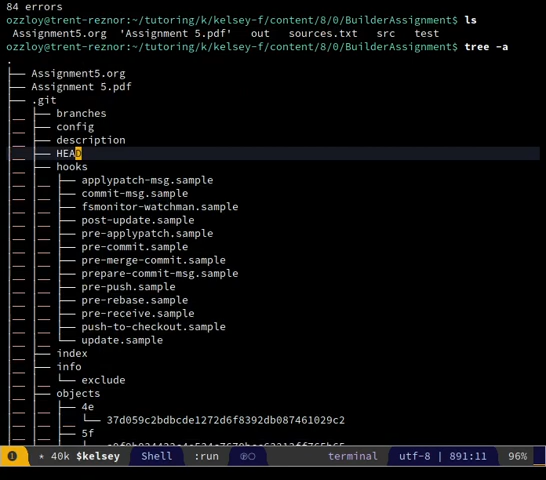 84 errors
ozzloy@trent-reznor:~/tutoring/k/kelsey-f/content/8/0/BuilderAssignment$ ls
Assignment5.org  'Assignment 5.pdf'  out  sources.txt  src  test
ozzloy@trent-reznor:~/tutoring/k/kelsey-f/content/8/0/BuilderAssignment$ tree -a
.
├── Assignment5.org
├── Assignment 5.pdf
├── .git
│   ├── branches
│   ├── config
│   ├── description
│   ├── HEAD
│   ├── hooks
│   │   ├── applypatch-msg.sample
│   │   ├── commit-msg.sample
│   │   ├── fsmonitor-watchman.sample
│   │   ├── post-update.sample
│   │   ├── pre-applypatch.sample
│   │   ├── pre-commit.sample
│   │   ├── pre-merge-commit.sample
│   │   ├── prepare-commit-msg.sample
│   │   ├── pre-push.sample
│   │   ├── pre-rebase.sample
│   │   ├── pre-receive.sample
│   │   ├── push-to-checkout.sample
│   │   └── update.sample
│   ├── index
│   ├── info
│   │   └── exclude
│   ├── objects
│   │   ├── 4e
│   │   │   └── 37d059c2bdbcde1272d6f8392db087461029c2
│   │   ├── 5f
* 40k $kelsey  Shell  :run  terminal  utf-8 | 891:11  96%